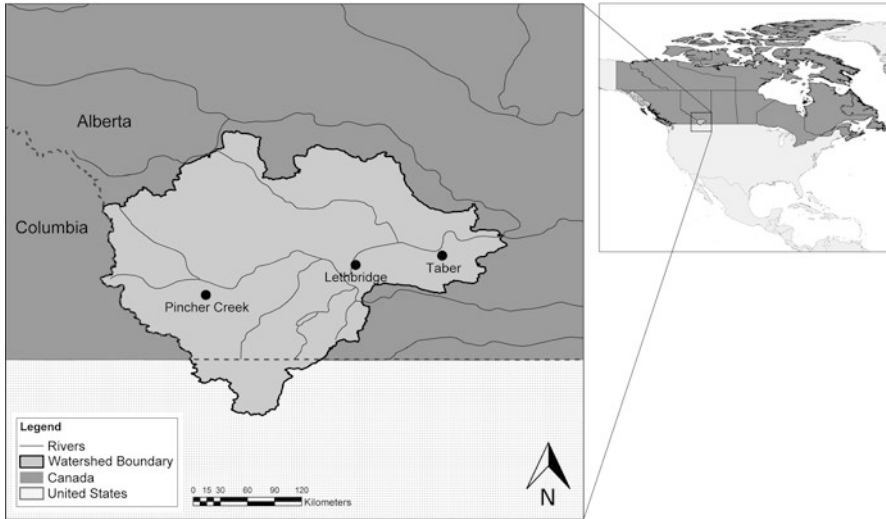 Alberta
Columbia
Lethbridge
Taber
Pincher Creek
Legend
Rivers
Watershed Boundary
Canada
United States
0 15 30 60 90 120
Kilometers
N